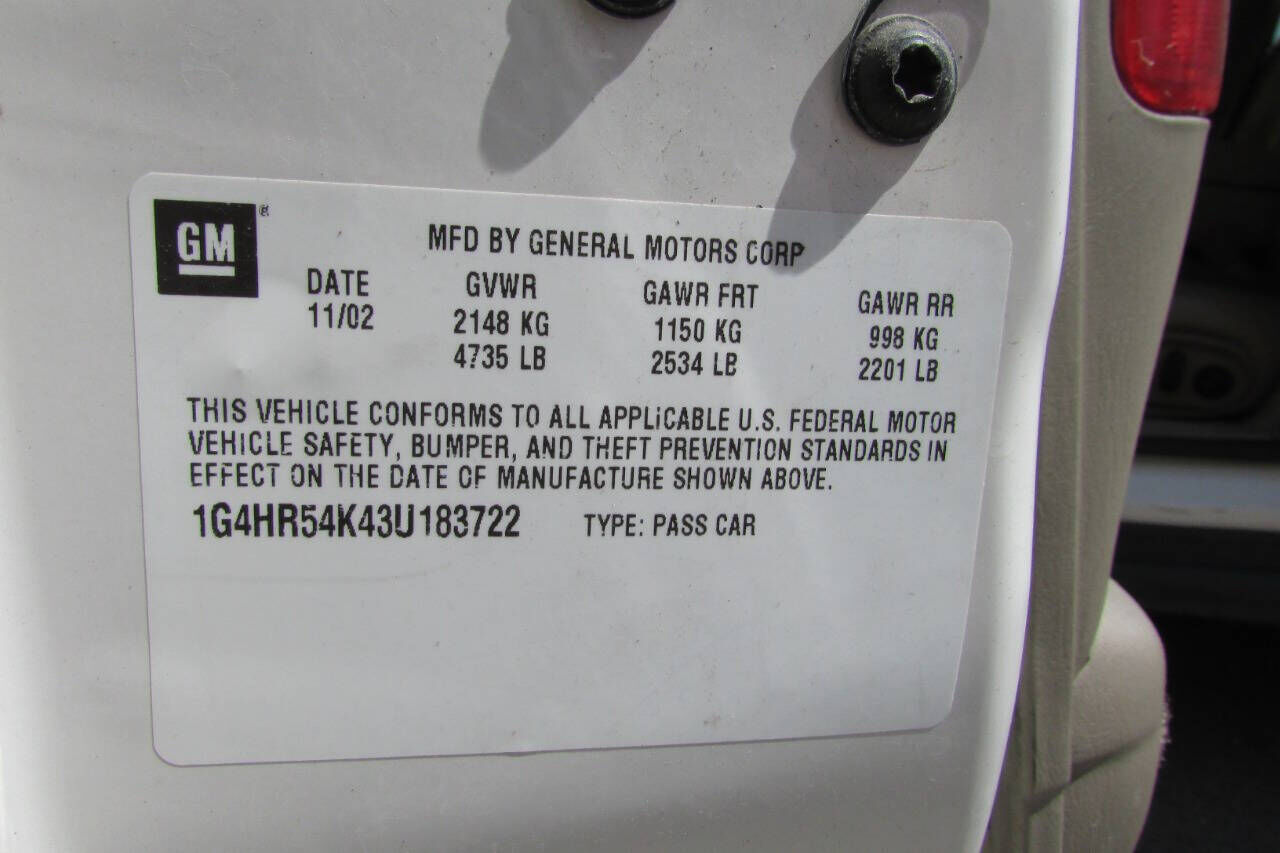 GM®
MFD BY GENERAL MOTORS CORP
DATE GVWR GAWR FRT GAWR RR
11/02 2148 KG 1150 KG 998 KG
4735 LB 2534 LB 2201 LB
THIS VEHICLE CONFORMS TO ALL APPLICABLE U.S. FEDERAL MOTOR
VEHICLE SAFETY, BUMPER, AND THEFT PREVENTION STANDARDS IN
EFFECT ON THE DATE OF MANUFACTURE SHOWN ABOVE.
1G4HR54K43U183722 TYPE: PASS CAR